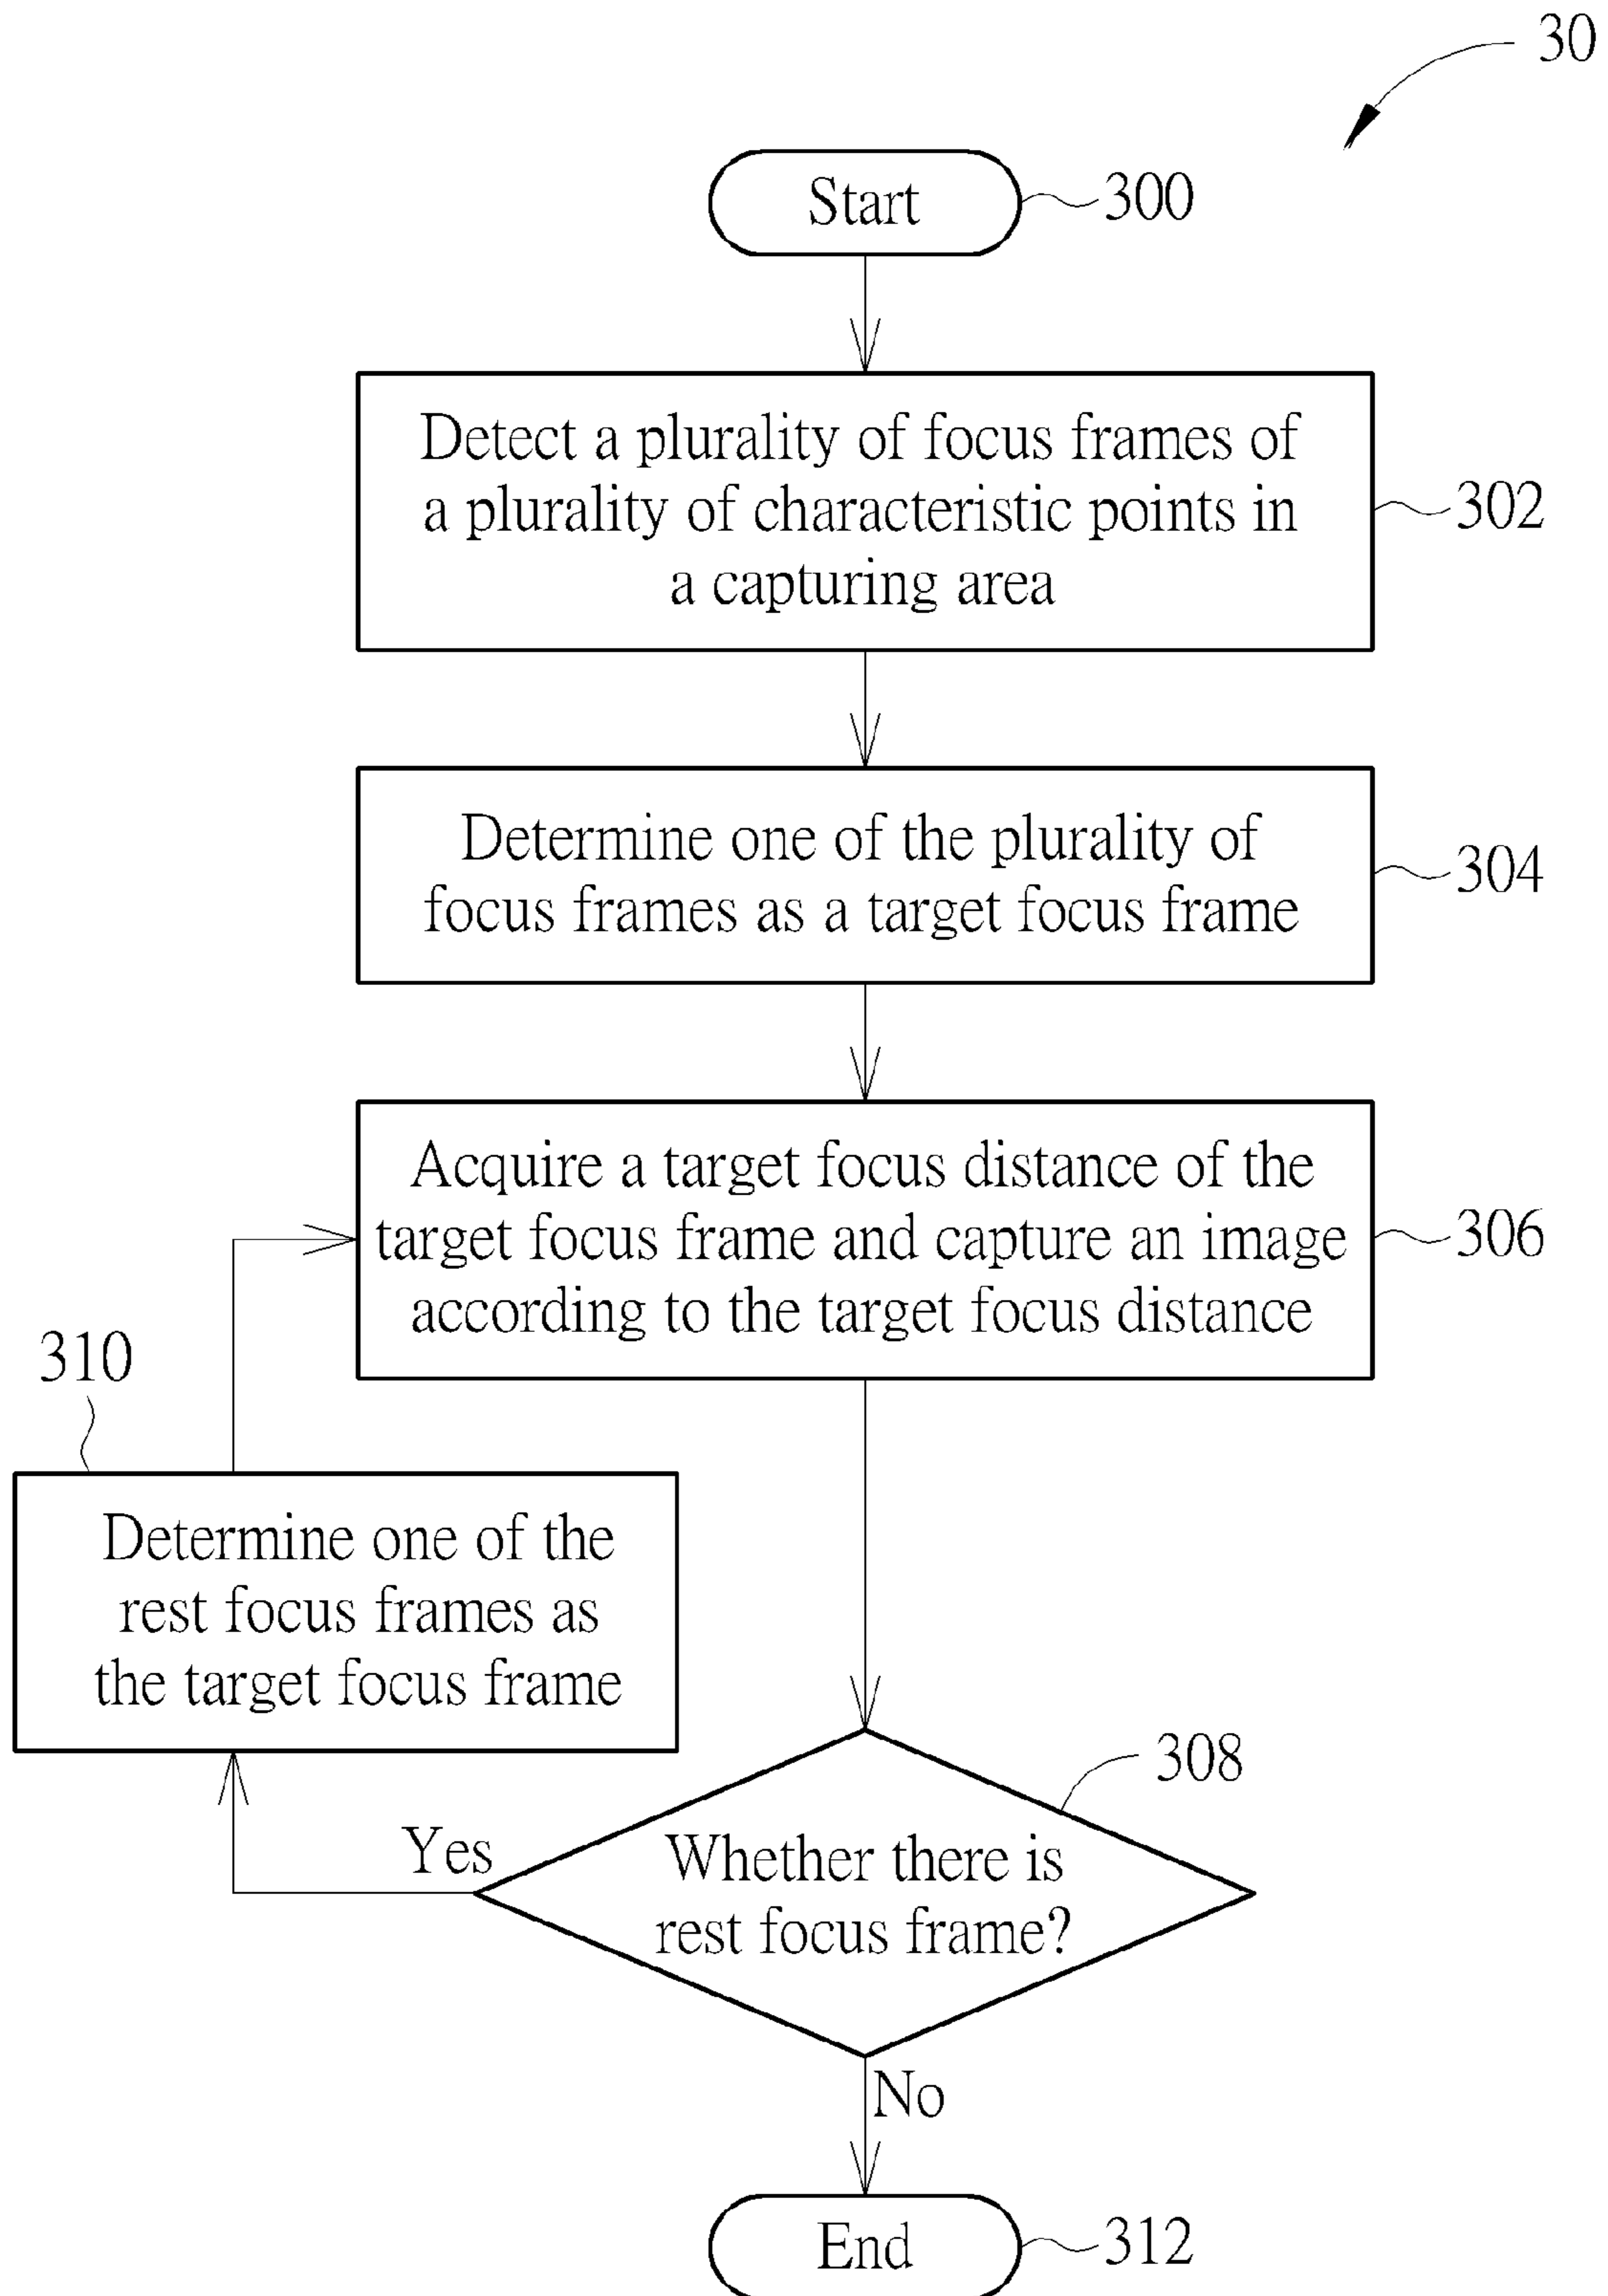 30
Start
300
Detect a plurality of focus frames of
a plurality of characteristic points in
a capturing area
302
Determine one of the plurality of
focus frames as a target focus frame
304
Acquire a target focus distance of the
target focus frame and capture an image
according to the target focus distance
306
310
Determine one of the
rest focus frames as
the target focus frame
308
Yes
Whether there is
rest focus frame?
No
End
312